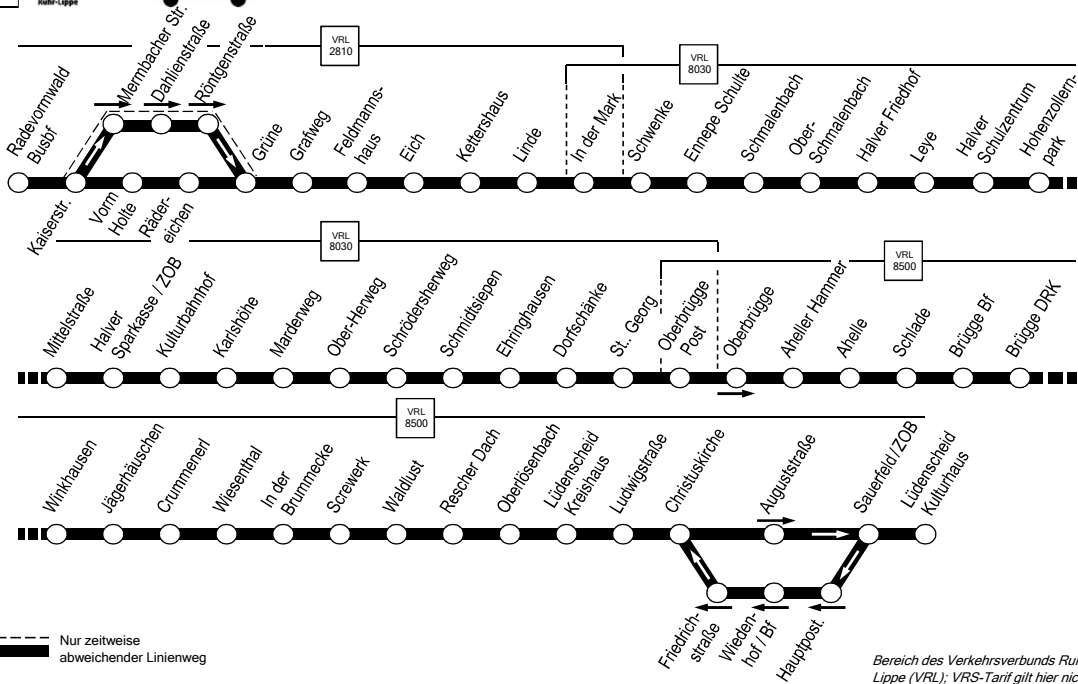 Ruhr-Lippe
VRL
2810
VRL
8030
Radevormwald
Busbf
Kaiserstr.
Mermbacher Str.
Dahlienstraße
Röntgenstraße
Vorm
Holte
Räder-
eichen
Grüne
Grafweg
Feldmanns-
haus
Eich
Kettershaus
Linde
In der Mark
Schwenke
Ennepe Schulte
Schmalenbach
Ober-
Schmalenbach
Halver Friedhof
Leye
Halver
Schulzentrum
Hohenzollern-
park
VRL
8030
VRL
8500
Mittelstraße
Halver
Sparkasse / ZOB
Kulturbahnhof
Karlshöhe
Marderweg
Ober-Herweg
Schrödersherweg
Schmidtsiepen
Ehringhausen
Dorfschänke
St.. Georg
Oberbrügge
Post
Oberbrügge
Aheller Hammer
Ahelle
Schlade
Brügge Bf
Brügge DRK
VRL
8500
Winkhausen
Jägerhäuschen
Crummenerl
Wiesenthal
In der
Brummecke
Screwerk
Waldlust
Rescher Dach
Oberlösenbach
Lüdenscheid
Kreishaus
Ludwigstraße
Christuskirche
Auguststraße
Sauerfeld / ZOB
Lüdenscheid
Kulturhaus
Friedrich-
straße
Wieden-
hof / Bf
Hauptpost.
Nur zeitweise
abweichender Linienweg
Bereich des Verkehrsverbunds
Lippe (VRL); VRS-Tarif gilt hier